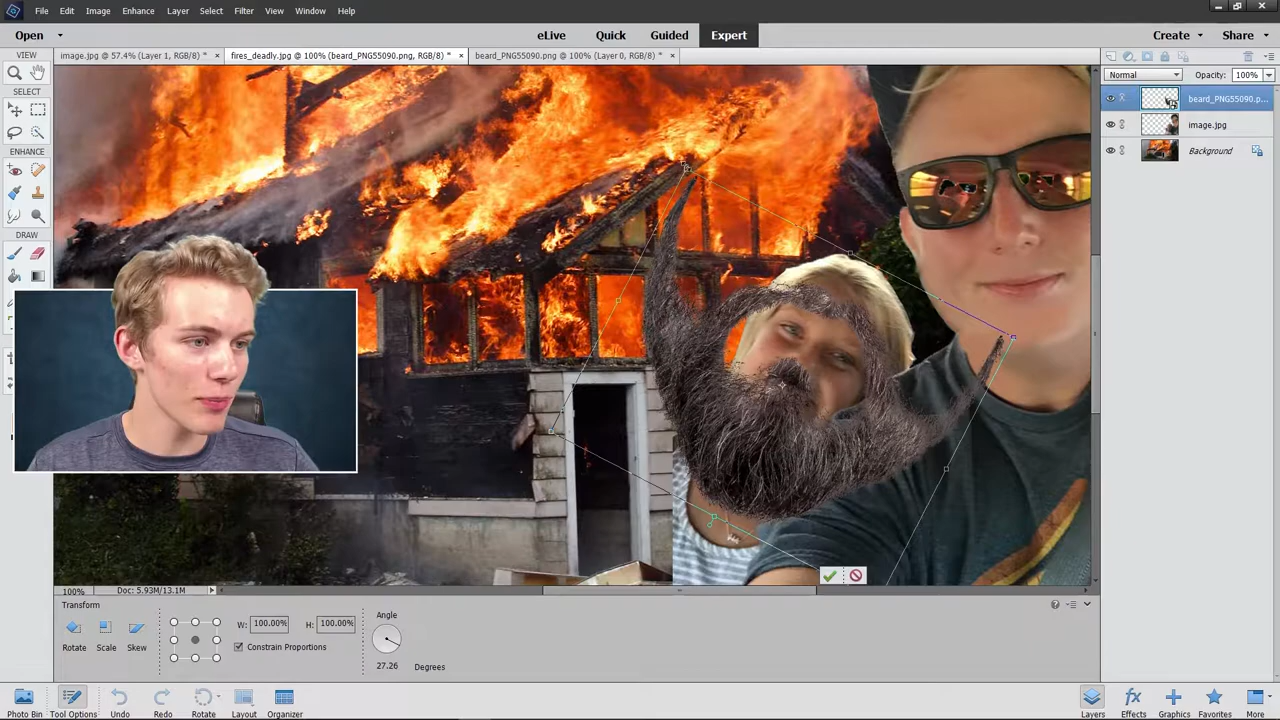 File Edit Image Enhance Layer Select Filter View Window Help
Open eLive Quick Guided Expert Create Share
image.jpg @ 57.4% (Layer 1, RGB/8) * × fires_deadly.jpg @ 100% (beard_PNG55090.png, RGB/8) * × beard_PNG55090.png @ 100% (Layer 0, RGB/8) ×
VIEW
SELECT
ENHANCE
DRAW
Normal Opacity: 100%
beard_PNG55090.p...
image.jpg
Background
100% Doc: 5.93M/13.1M
Transform
Rotate Scale Skew
W: 100.00% H: 100.00%
Constrain Proportions
Angle
27.26 Degrees
Photo Bin Tool Options Undo Redo Rotate Layout Organizer Layers Effects Graphics Favorites More